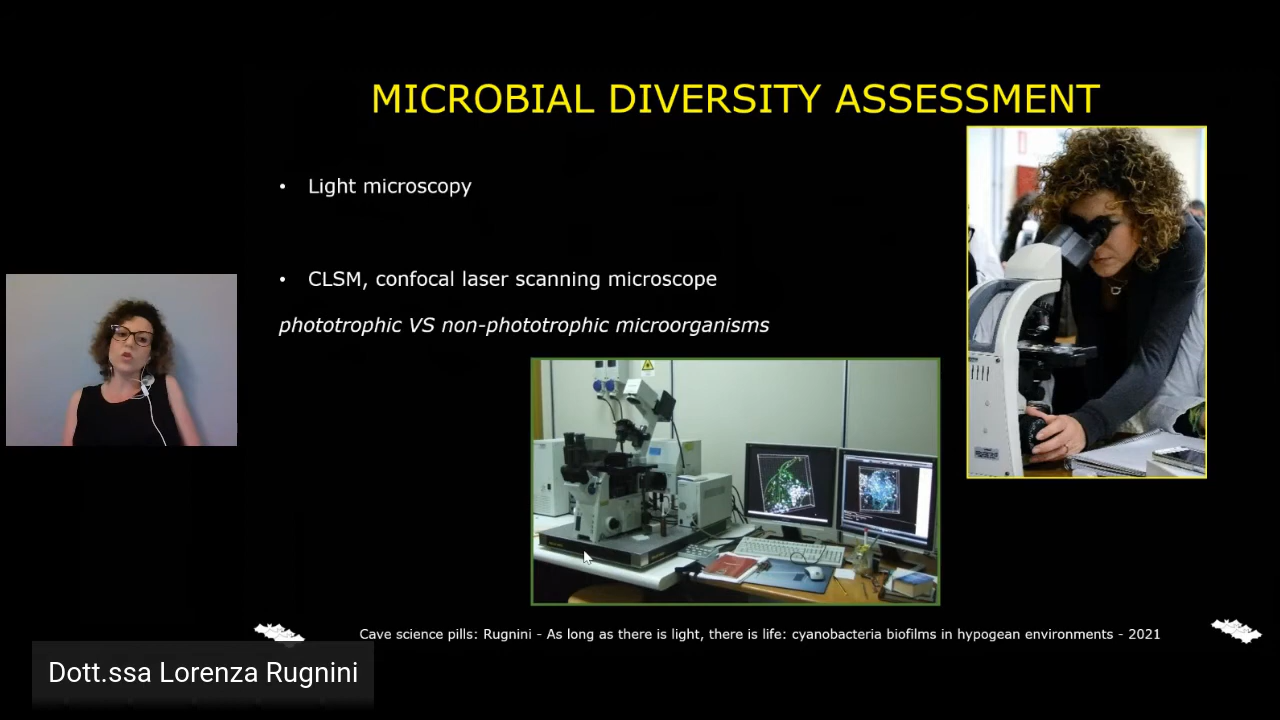 MICROBIAL DIVERSITY ASSESSMENT
• Light microscopy
• CLSM, confocal laser scanning microscope
phototrophic VS non-phototrophic microorganisms
Cave science pills: Rugnini - As long as there is light, there is life: cyanobacteria biofilms in hypogean environments - 2021
Dott.ssa Lorenza Rugnini